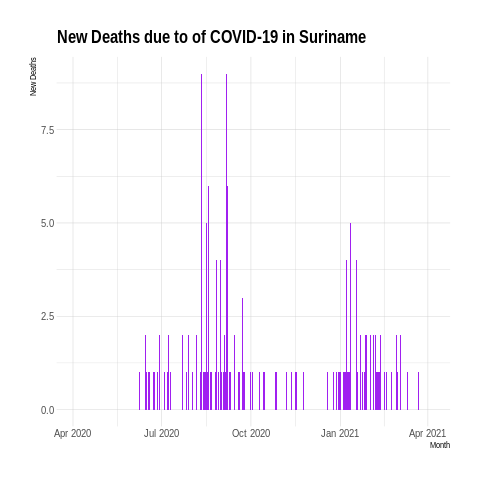 New Deaths due to of COVID-19 in Suriname
New Deaths
7.5
5.0
2.5
0.0
Apr 2020
Jul 2020
Oct 2020
Jan 2021
Apr 2021
Month